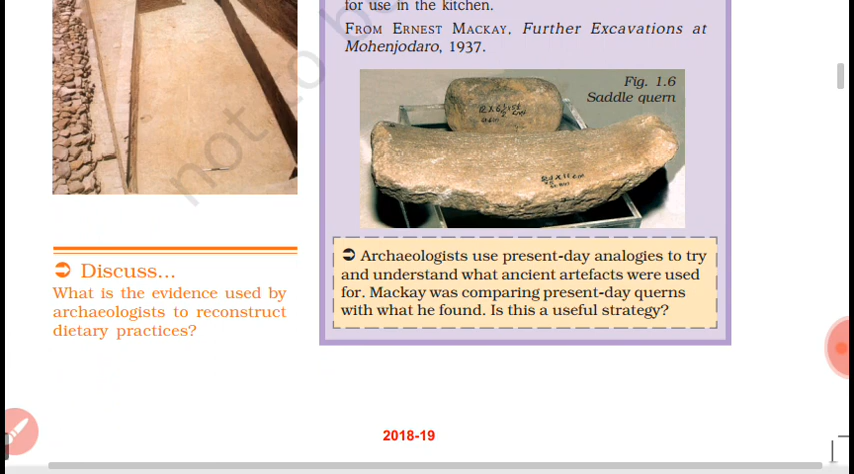 for use in the kitchen.
FROM ERNEST MACKAY, Further Excavations at
Mohenjodaro, 1937.
Fig. 1.6
Saddle quern
not to be
Discuss...
What is the evidence used by
archaeologists to reconstruct
dietary practices?
➲ Archaeologists use present-day analogies to try
and understand what ancient artefacts were used
for. Mackay was comparing present-day querns
with what he found. Is this a useful strategy?
2018-19